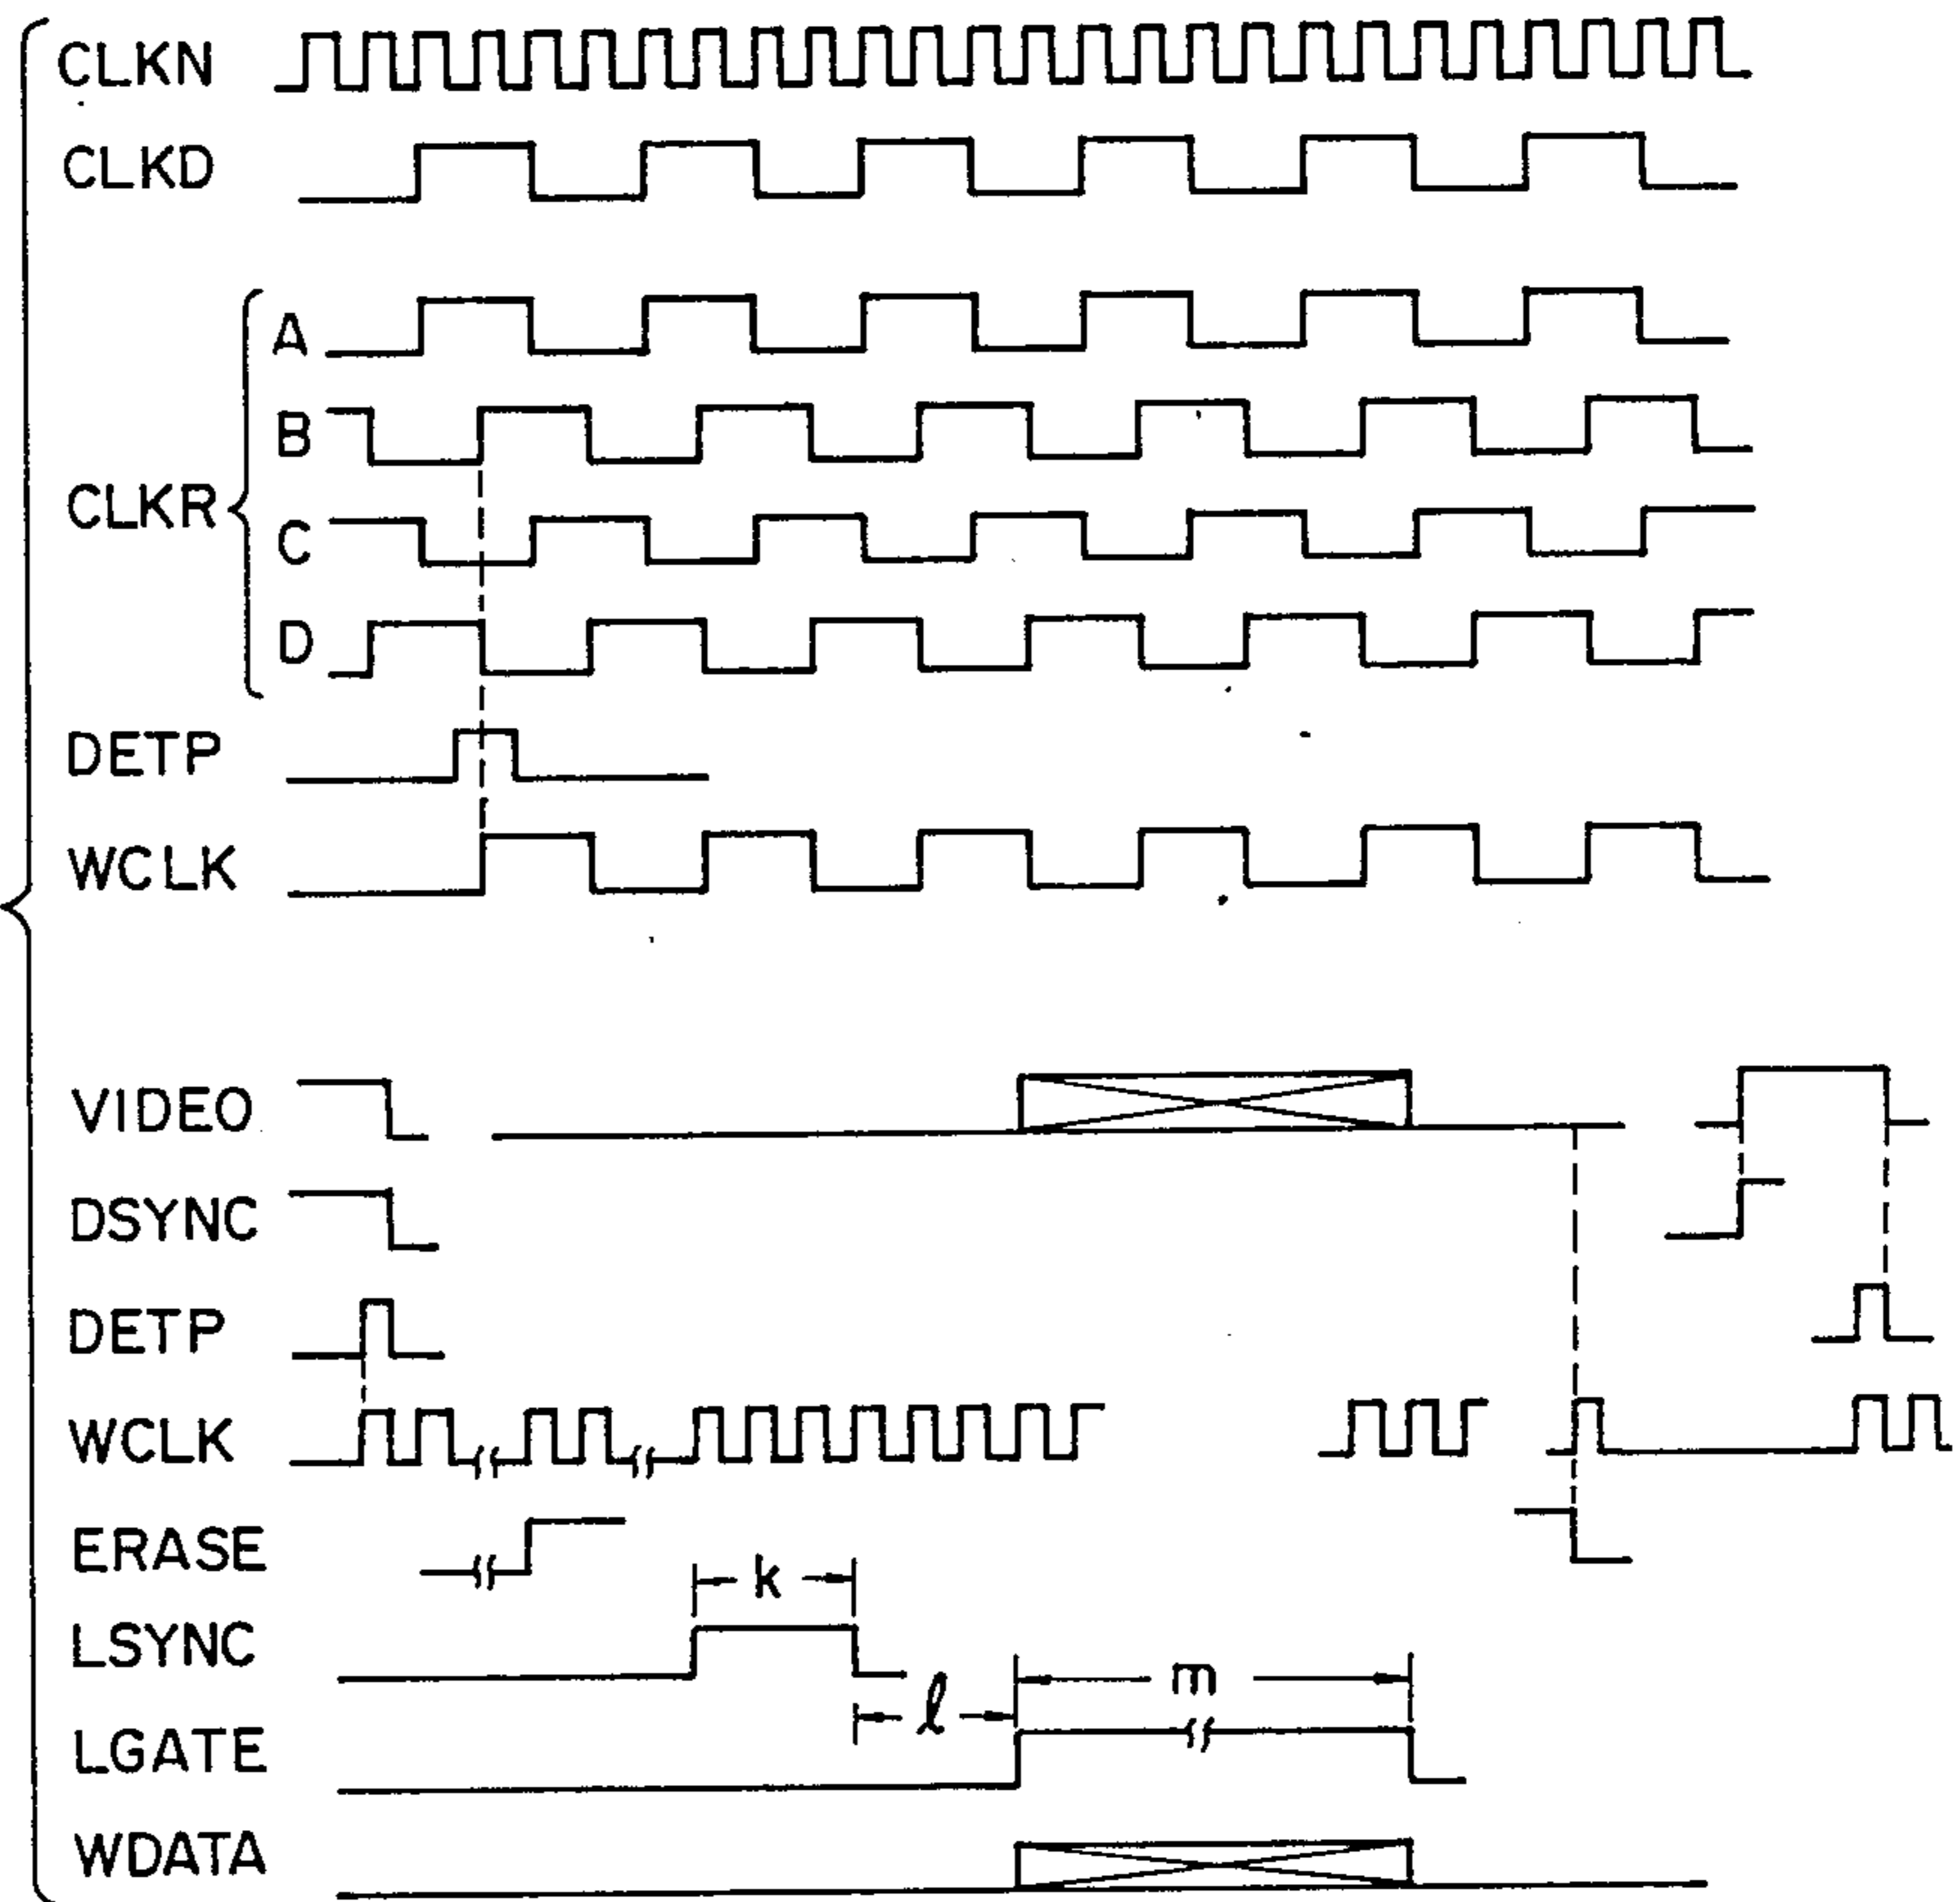 CLKN
CLKD
CLKR
A
B
C
D
DETP
WCLK
VIDEO
DSYNC
DETP
WCLK
ERASE
k
LSYNC
m
ℓ
LGATE
WDATA